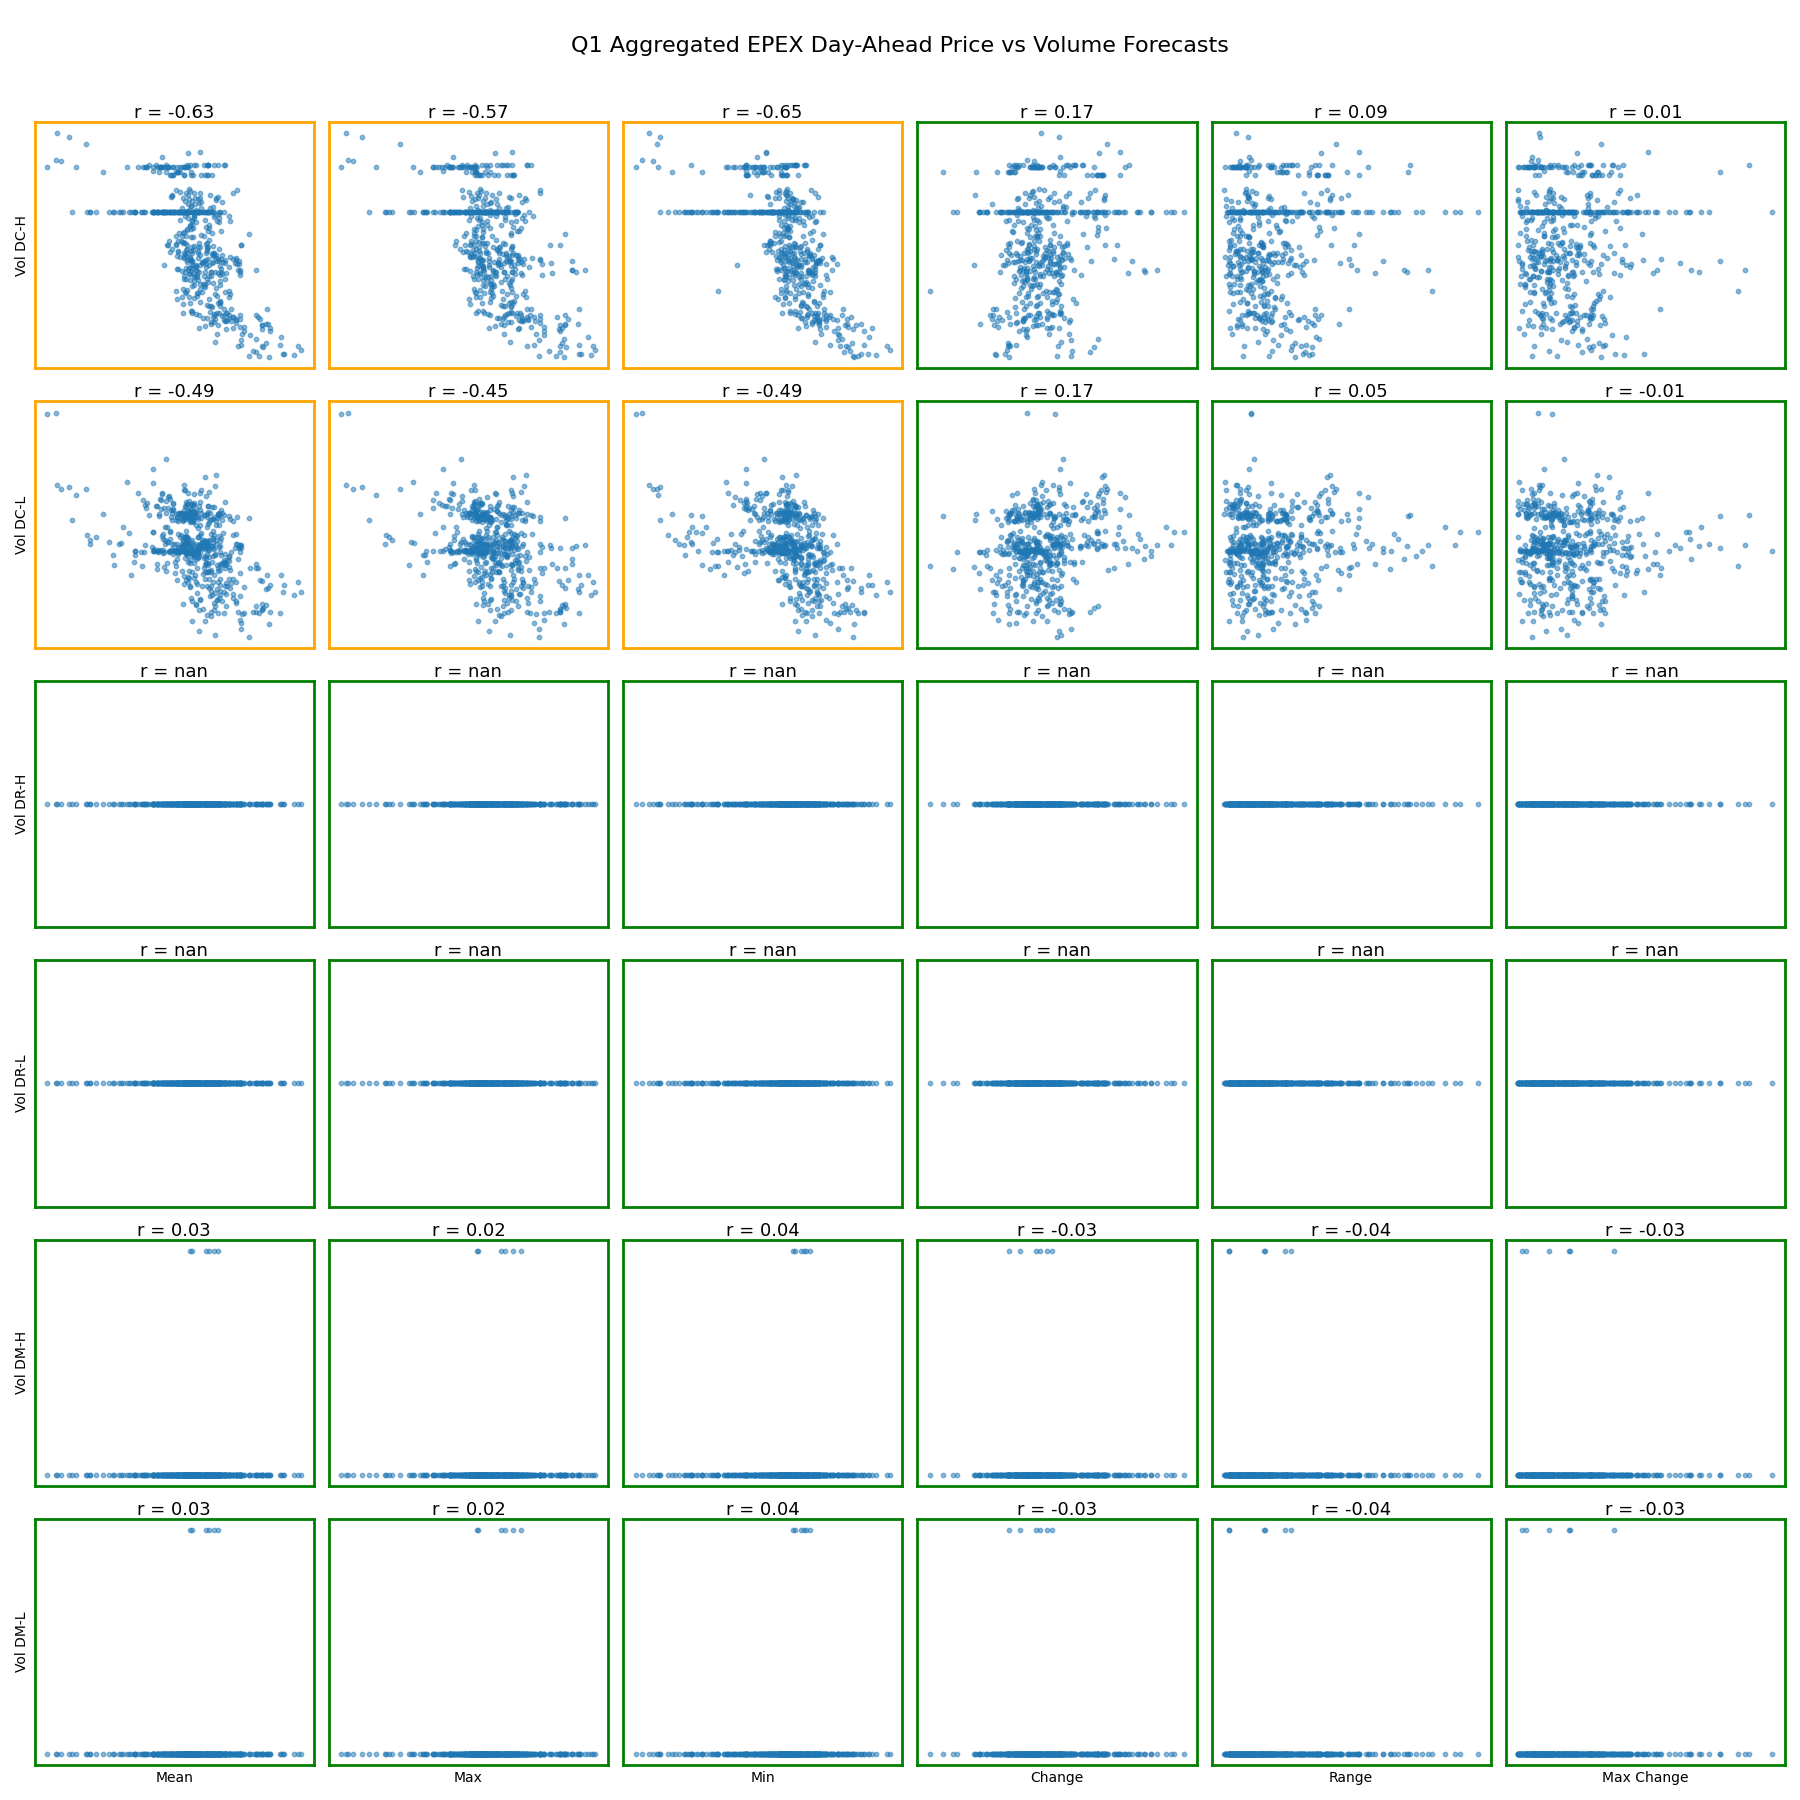 Q1 Aggregated EPEX Day-Ahead Price vs Volume Forecasts
r = -0.63
r = -0.57
r = -0.65
r = 0.17
r = 0.09
r = 0.01
Vol DC-H
r = -0.49
r = -0.45
r = -0.49
r = 0.17
r = 0.05
r = -0.01
Vol DC-L
r = nan
r = nan
r = nan
r = nan
r = nan
r = nan
Vol DR-H
r = nan
r = nan
r = nan
r = nan
r = nan
r = nan
Vol DR-L
r = 0.03
r = 0.02
r = 0.04
r = -0.03
r = -0.04
r = -0.03
Vol DM-H
r = 0.03
r = 0.02
r = 0.04
r = -0.03
r = -0.04
r = -0.03
Vol DM-L
Mean
Max
Min
Change
Range
Max Change